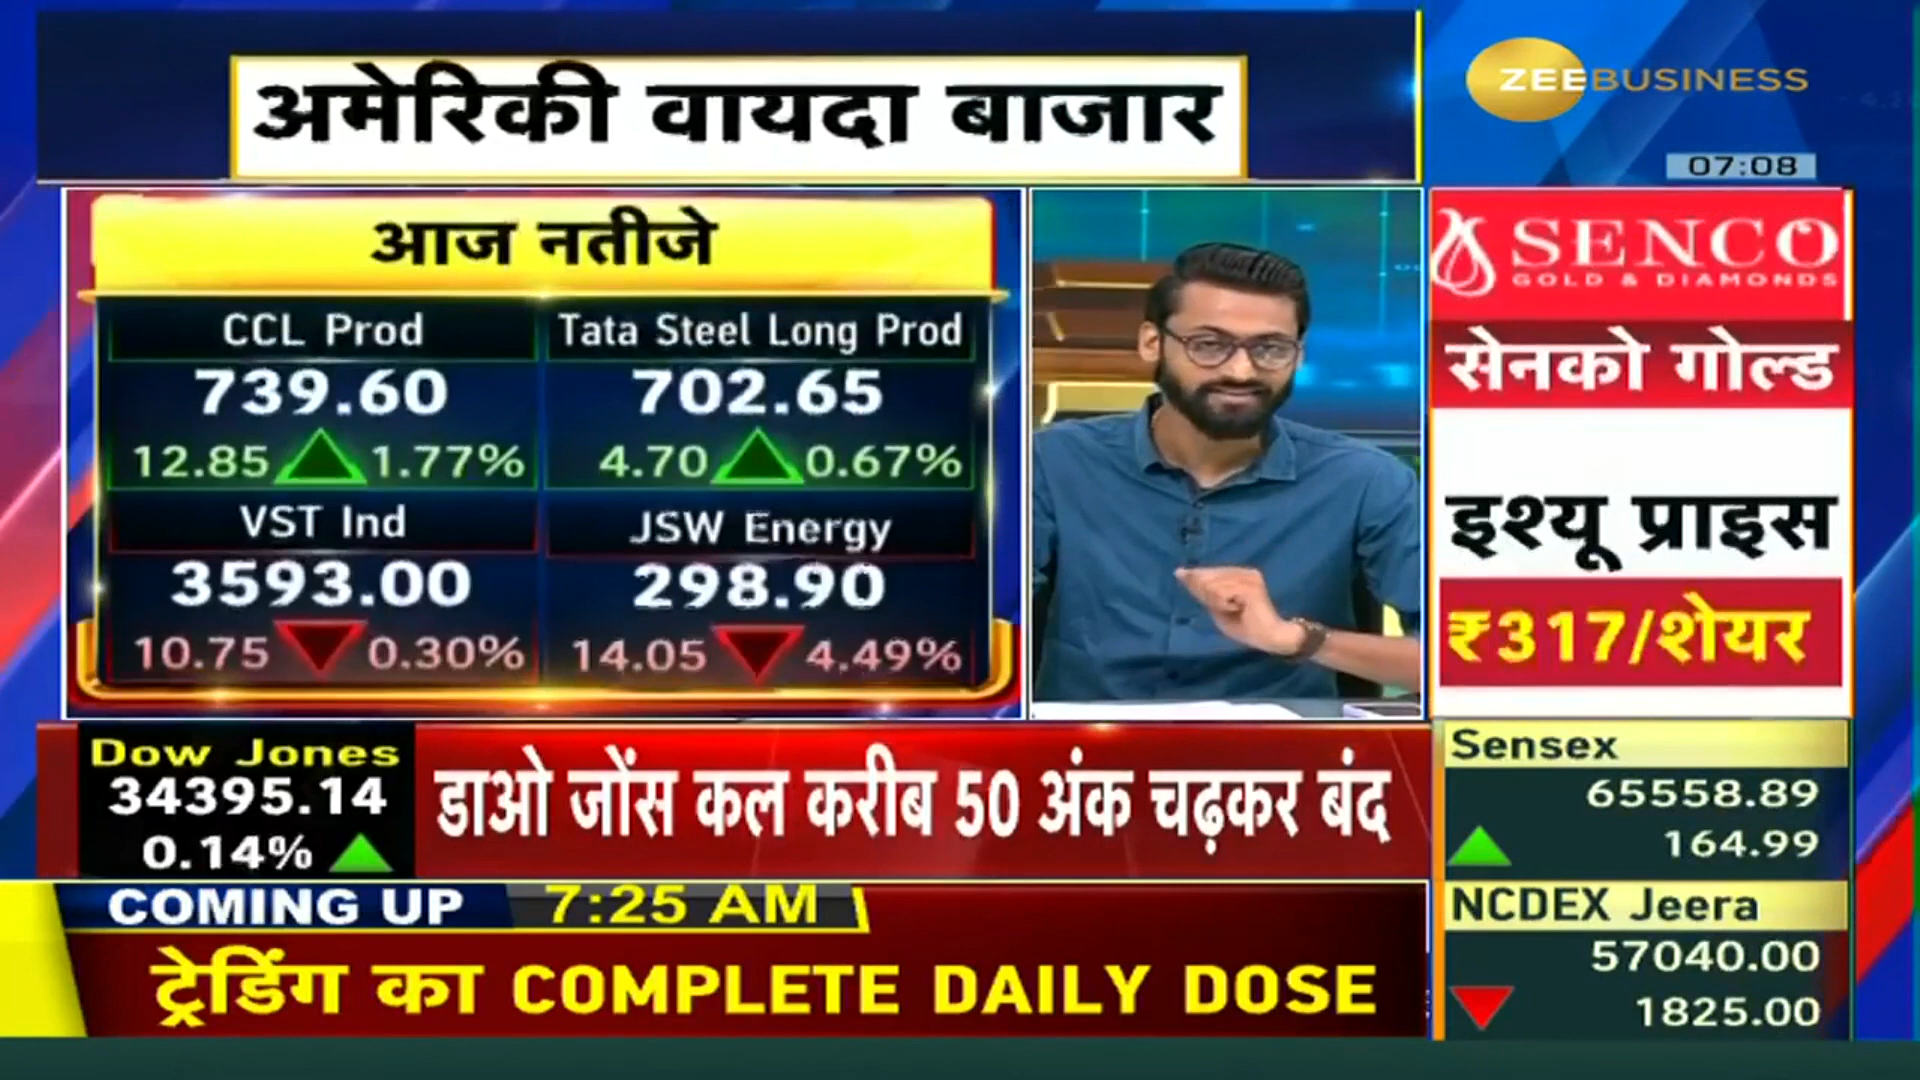 अमेरिकी वायदा बाजार
ZEEBUSINESS
07:08
आज नतीजे
CCL Prod
739.60
12.85 1.77%
Tata Steel Long Prod
702.65
4.70 0.67%
VST Ind
3593.00
10.75 0.30%
JSW Energy
298.90
14.05 4.49%
SENCO
GOLD & DIAMONDS
सेनको गोल्ड
इश्यू प्राइस
₹317/शेयर
Dow Jones
34395.14
0.14%
डाओ जोंस कल करीब 50 अंक चढ़कर बंद
Sensex
65558.89
164.99
NCDEX Jeera
57040.00
1825.00
COMING UP 7:25 AM
ट्रेडिंग का COMPLETE DAILY DOSE